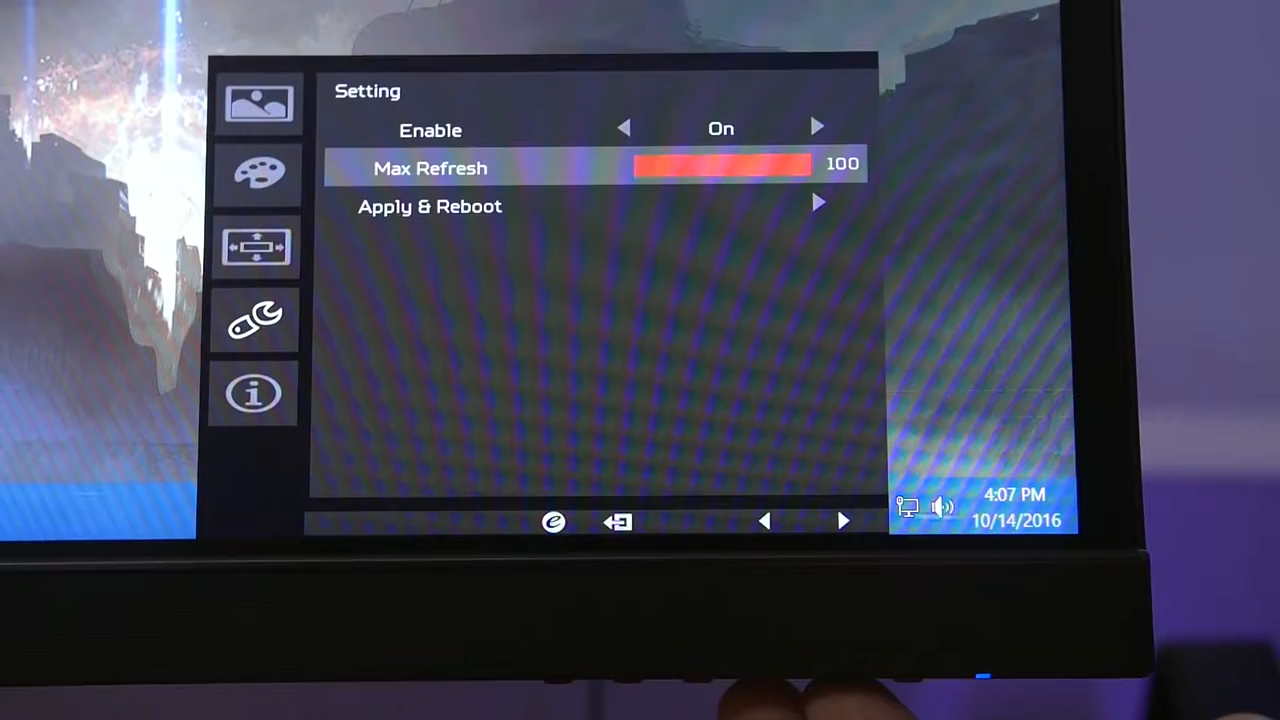 Setting
Enable On
Max Refresh 100
Apply & Reboot
4:07 PM
10/14/2016